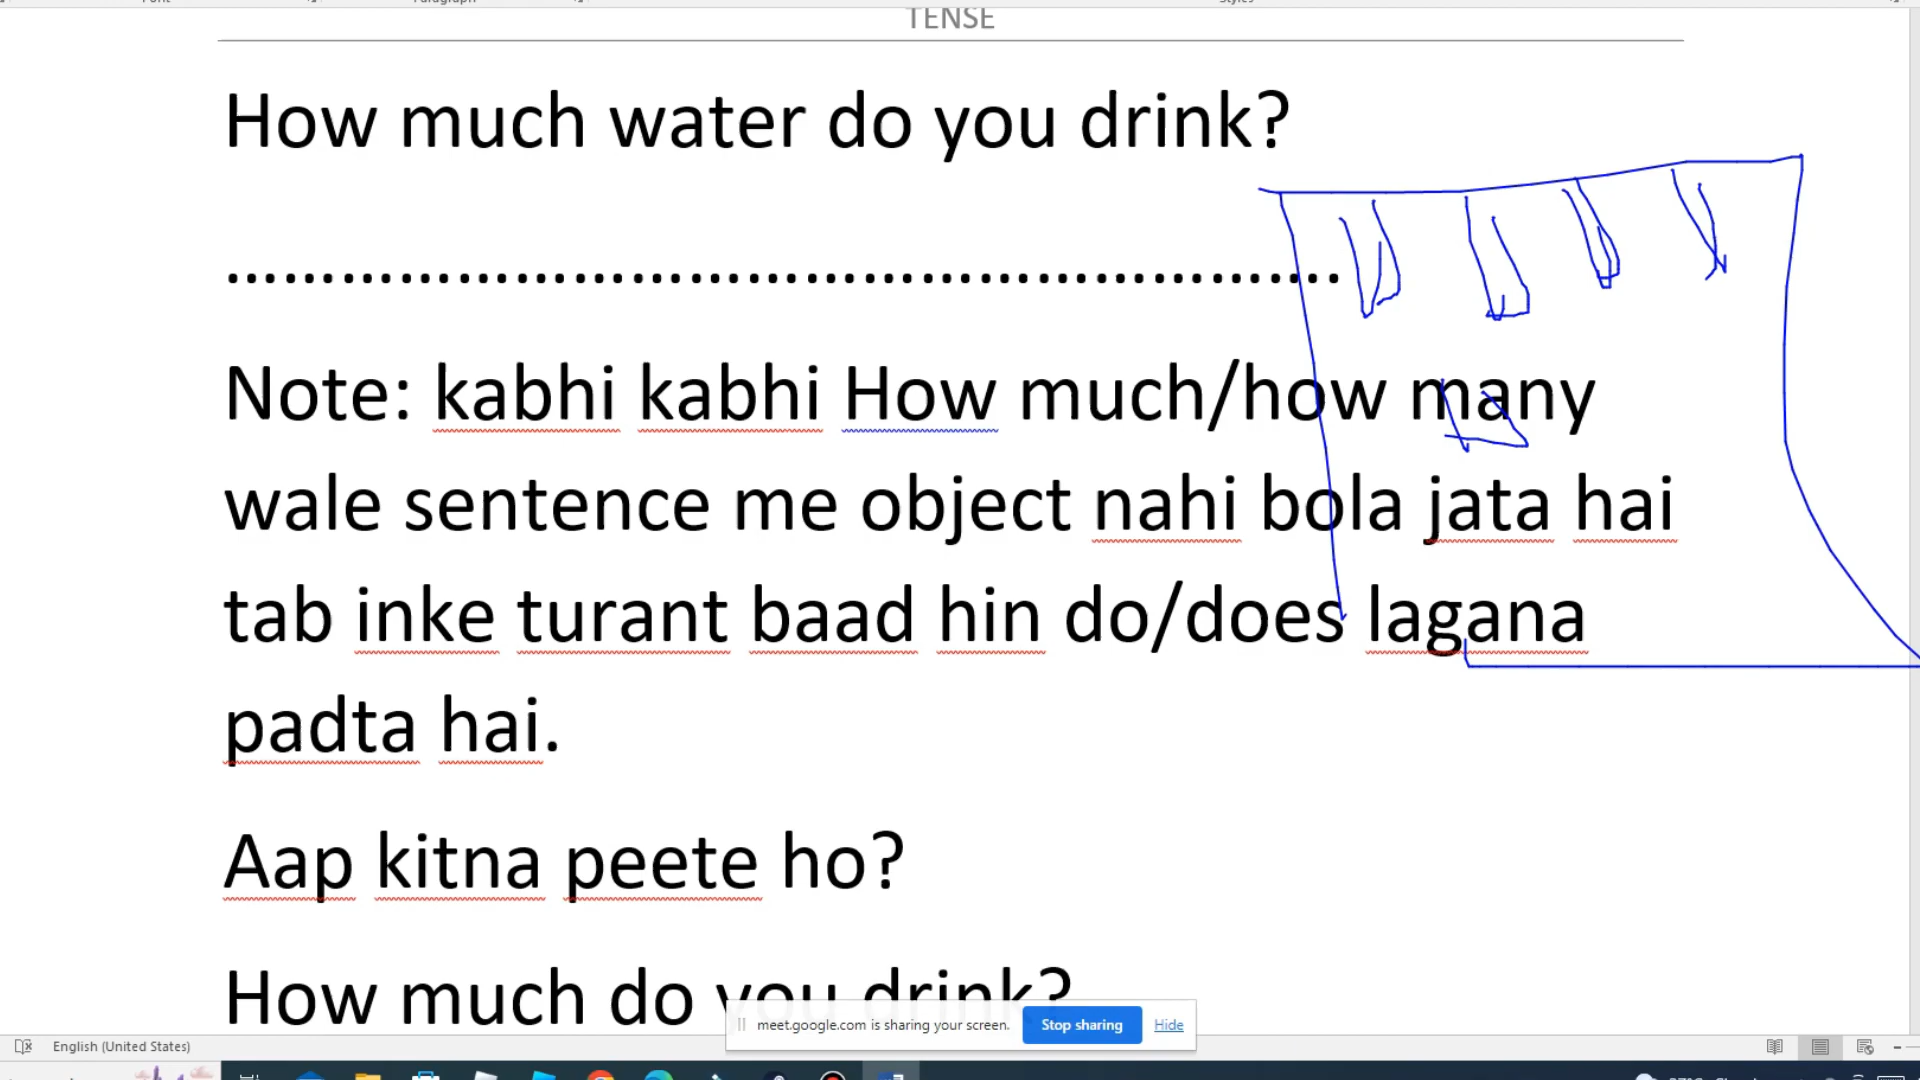 TENSE
How much water do you drink?
……………………………………………………….
Note: kabhi kabhi How much/how many
wale sentence me object nahi bola jata hai
tab inke turant baad hin do/does lagana
padta hai.
Aap kitna peete ho?
How much do you drink?
meet.google.com is sharing your screen. Stop sharing Hide
English (United States)